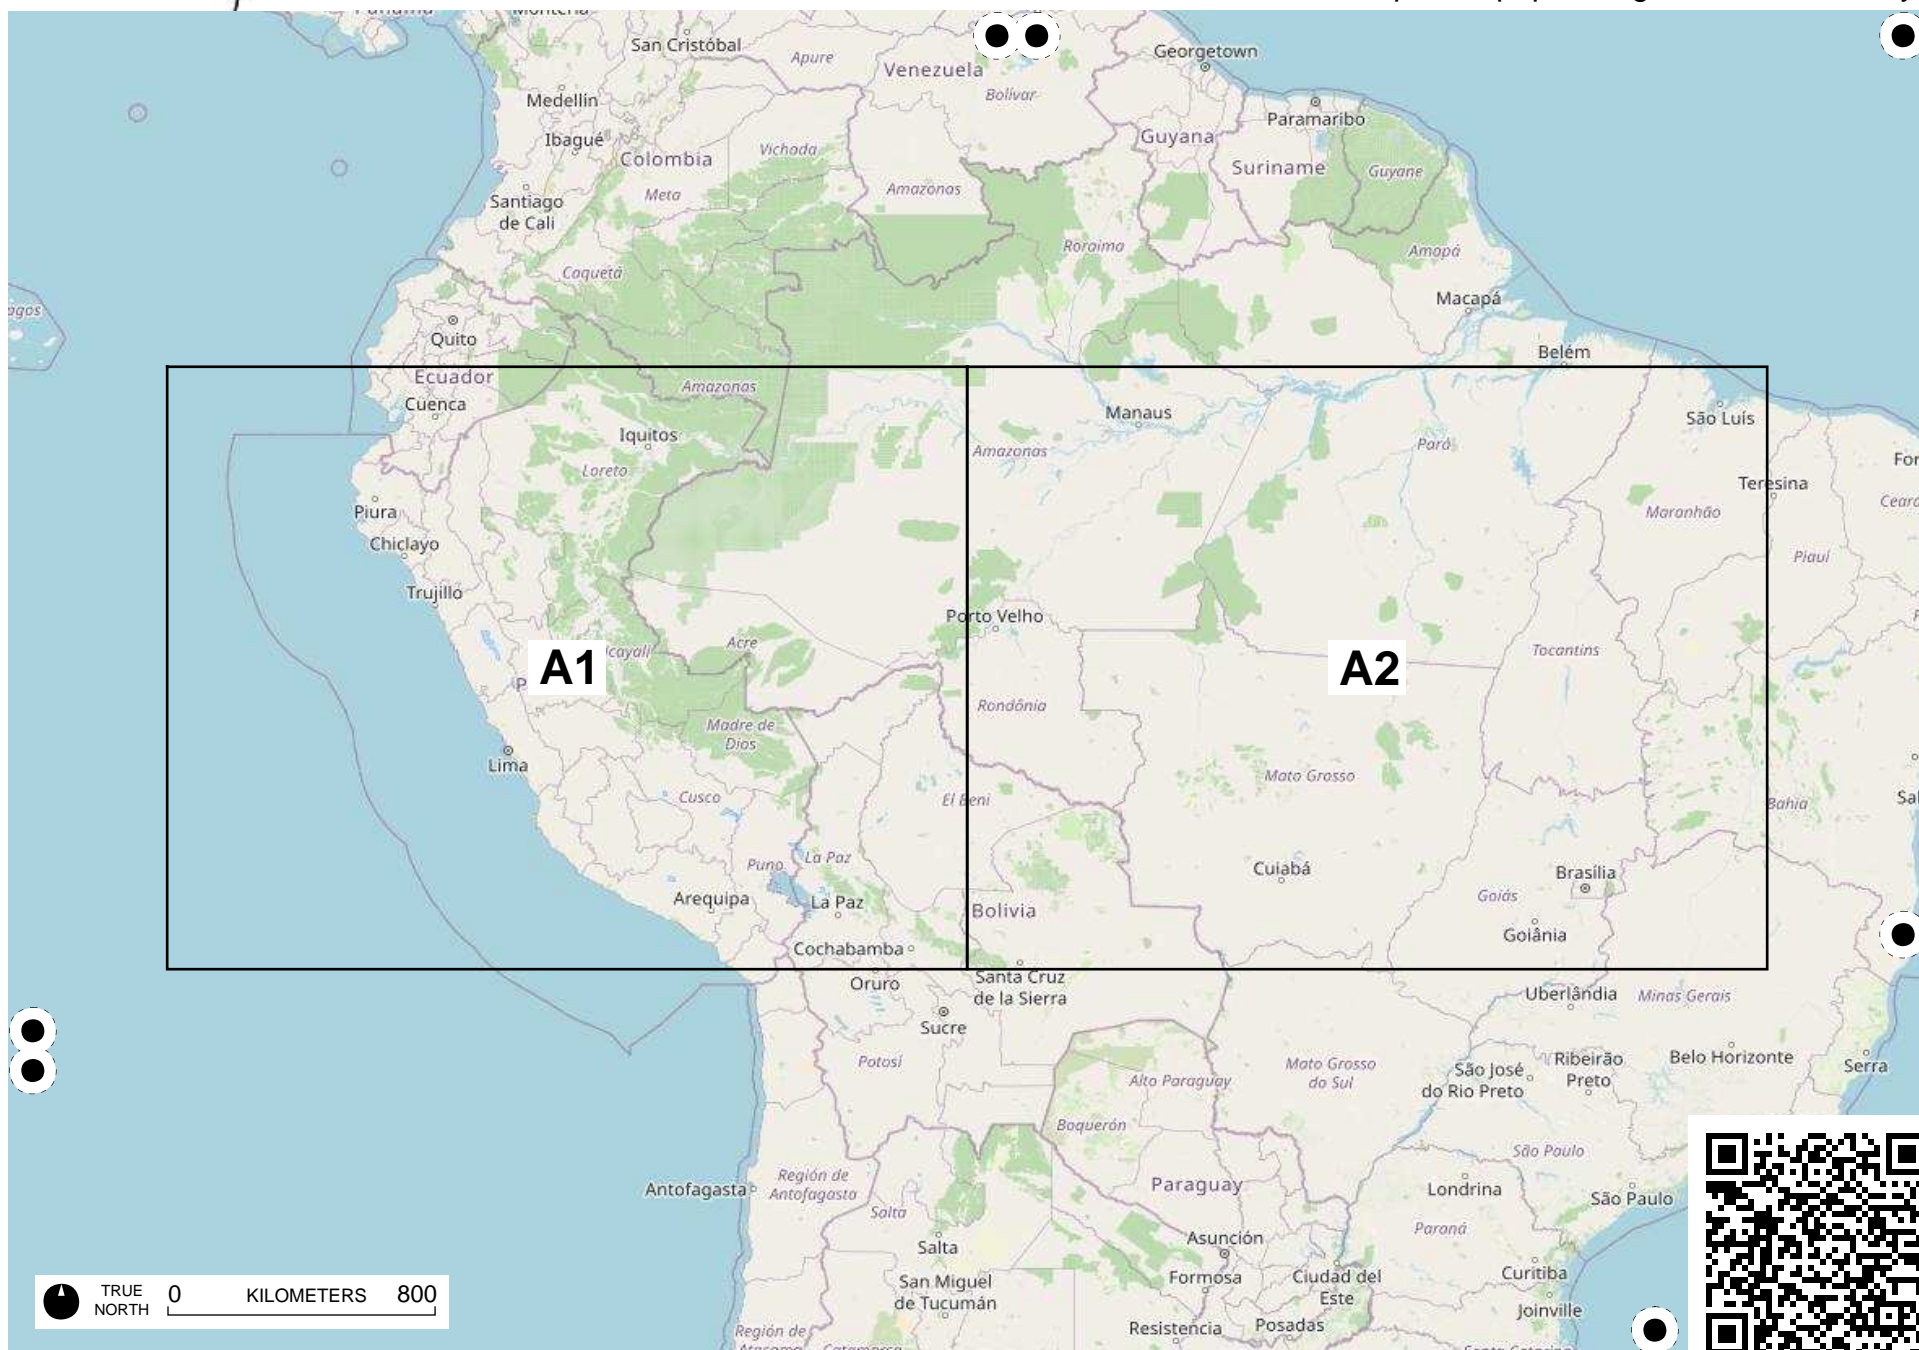 San Cristóbal
Apure
Venezuela
Bolívar
Georgetown
Medellín
Paramaribo
Ibagué
Colombia
Vichada
Guyana
Suriname
Guyane
Meta
Amazonas
Santiago
de Cali
Roraima
Amapá
Caquetá
Macapá
Quito
Belém
Ecuador
Amazonas
Cuenca
Manaus
São Luís
Iquitos
Amazonas
Pará
Loreto
Teresina
Piura
Maranhão
Chiclayo
Piauí
Trujillo
Porto Velho
Acre
Tocantins
A1
A2
Rondônia
Madre de
Dios
Lima
Mato Grosso
Cusco
El Beni
Bahia
Puno
La Paz
Cuiabá
Brasília
Arequipa
La Paz
Bolivia
Goiás
Goiânia
Cochabamba
Oruro
Santa Cruz
de la Sierra
Uberlândia
Minas Gerais
Sucre
Potosí
Mato Grosso
do Sul
São José
do Rio Preto
Ribeirão
Preto
Belo Horizonte
Serra
Alto Paraguay
Boquerón
São Paulo
Antofagasta
Región de
Antofagasta
Paraguay
Londrina
São Paulo
Salta
Paraná
Salta
Asunción
San Miguel
de Tucumán
Formosa
Ciudad del
Este
Curitiba
Joinville
TRUE
NORTH
0 KILOMETERS 800
Región de
Resistencia
Posadas